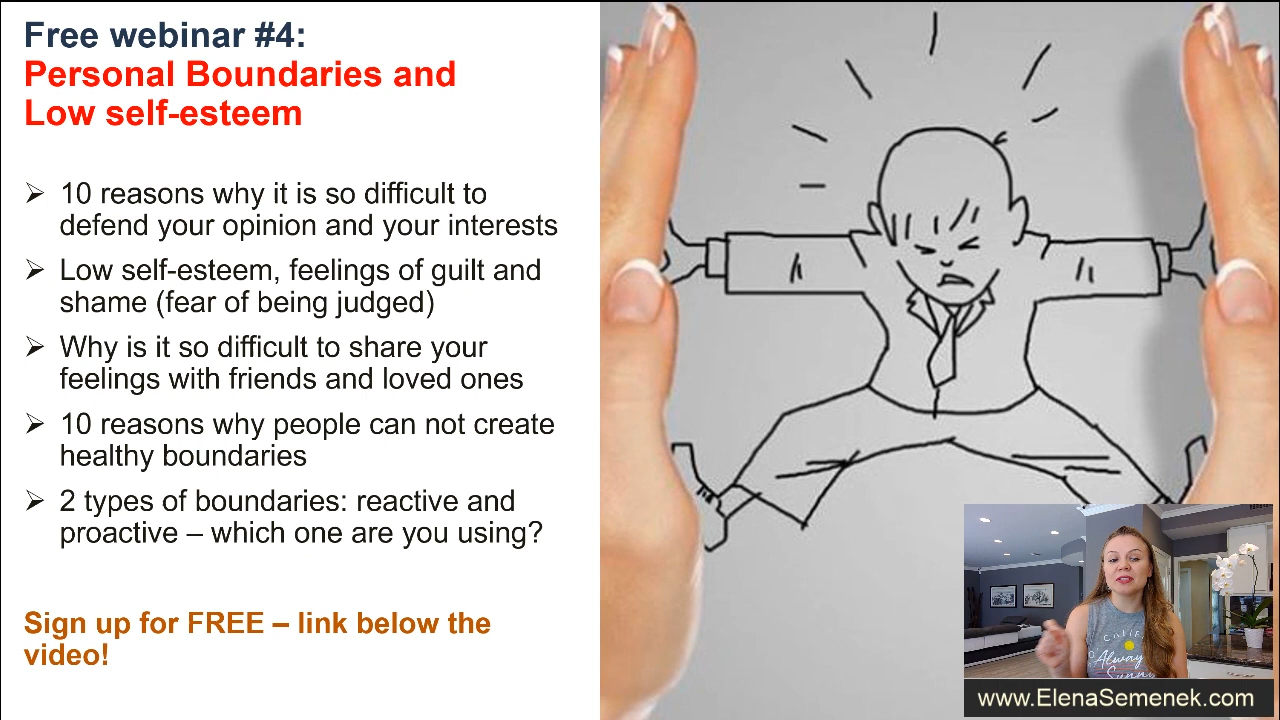 Free webinar #4:
Personal Boundaries and
Low self-esteem
➢ 10 reasons why it is so difficult to
defend your opinion and your interests
➢ Low self-esteem, feelings of guilt and
shame (fear of being judged)
➢ Why is it so difficult to share your
feelings with friends and loved ones
➢ 10 reasons why people can not create
healthy boundaries
➢ 2 types of boundaries: reactive and
proactive – which one are you using?
Sign up for FREE – link below the
video!
Always
www.ElenaSemenek.com